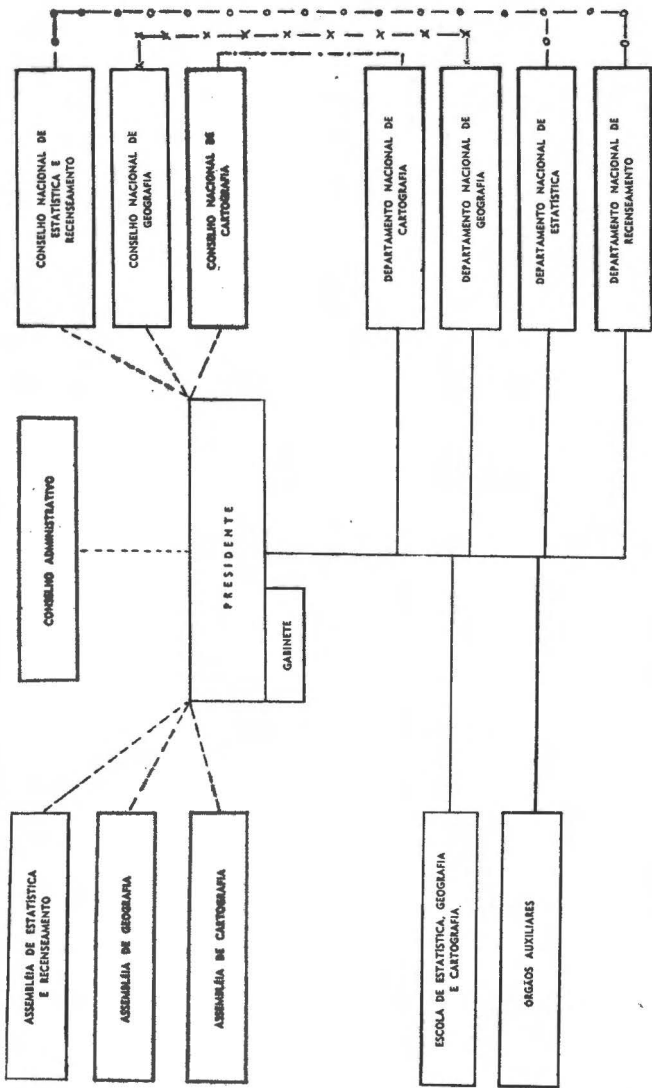 ASSEMBLÉIA DE ESTATÍSTICA
E RECENSEAMENTO
ASSEMBLÉIA DE GEOGRAFIA
ASSEMBLÉIA DE CARTOGRAFIA
CONSELHO ADMINISTRATIVO
CONSELHO NACIONAL DE
ESTATÍSTICA E
RECENSEAMENTO
CONSELHO NACIONAL DE
GEOGRAFIA
CONSELHO NACIONAL DE
CARTOGRAFIA
PRESIDENTE
GABINETE
ESCOLA DE ESTATÍSTICA, GEOGRAFIA
E CARTOGRAFIA
ÓRGÃOS AUXILIARES
DEPARTAMENTO NACIONAL DE
CARTOGRAFIA
DEPARTAMENTO NACIONAL DE
GEOGRAFIA
DEPARTAMENTO NACIONAL DE
ESTATÍSTICA
DEPARTAMENTO NACIONAL DE
RECENSEAMENTO